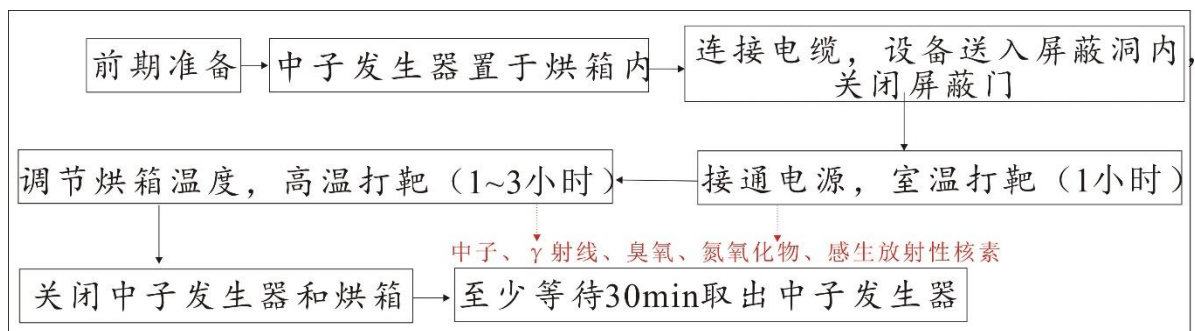 前期准备
中子发生器置于烘箱内
连接电缆，设备送入屏蔽洞内，
关闭屏蔽门
接通电源，室温打靶（1小时）
调节烘箱温度，高温打靶（1~3小时）
中子、γ射线、臭氧、氮氧化物、感生放射性核素
关闭中子发生器和烘箱
至少等待30min取出中子发生器